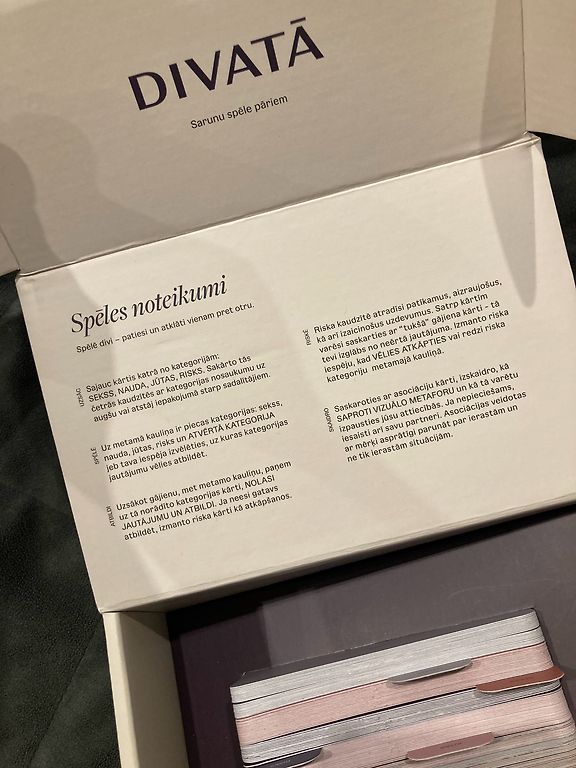 DIVATĀ
Sarunu spēle pāriem
Spēles noteikumi
Spēlē divi – patiesi un atklāti vienam pret otru.
UZSĀC
Sajauc kārtis katrā no kategorijām:
SEKSS, NAUDA, JŪTAS, RISKS. Sakārto tās
četrās kaudzītēs ar kategorijas nosaukumu uz
augšu vai atstāj iepakojumā starp sadalītājiem.
SPĒLĒ
Uz metamā kauliņa ir piecas kategorijas: sekss,
nauda, jūtas, risks un ATVĒRTĀ KATEGORIJA
jeb tava iespēja izvēlēties, uz kuras kategorijas
jautājumu vēlies atbildēt.
ATBILDI
Uzsākot gājienu, met metamo kauliņu, paņem
uz tā norādīto kategorijas kārti, NOLASI
JAUTĀJUMU UN ATBILDI. Ja neesi gatavs
atbildēt, izmanto riska kārti kā atkāpšanos.
RISKĒ
Riska kaudzītē atradīsi patīkamus, aizraujošus,
kā arī izaicinošus uzdevumus. Satrp kārtīm
varēsi saskarties ar “tukšā” gājiena kārti - tā
tevi izglābs no neērtā jautājuma. Izmanto riska
iespēju, kad VĒLIES ATKĀPTIES vai redzi riska
kategoriju metamajā kauliņā.
SKAIDRO
Saskaroties ar asociāciju kārti, izskaidro, kā
SAPROTI VIZUĀLO METAFORU un kā tā varētu
izpausties jūsu attiecībās. Ja nepieciešams,
iesaisti arī savu partneri. Asociācijas veidotas
ar mērķi asprātīgi parunāt par ierastām un
ne tik ierastām situācijām.